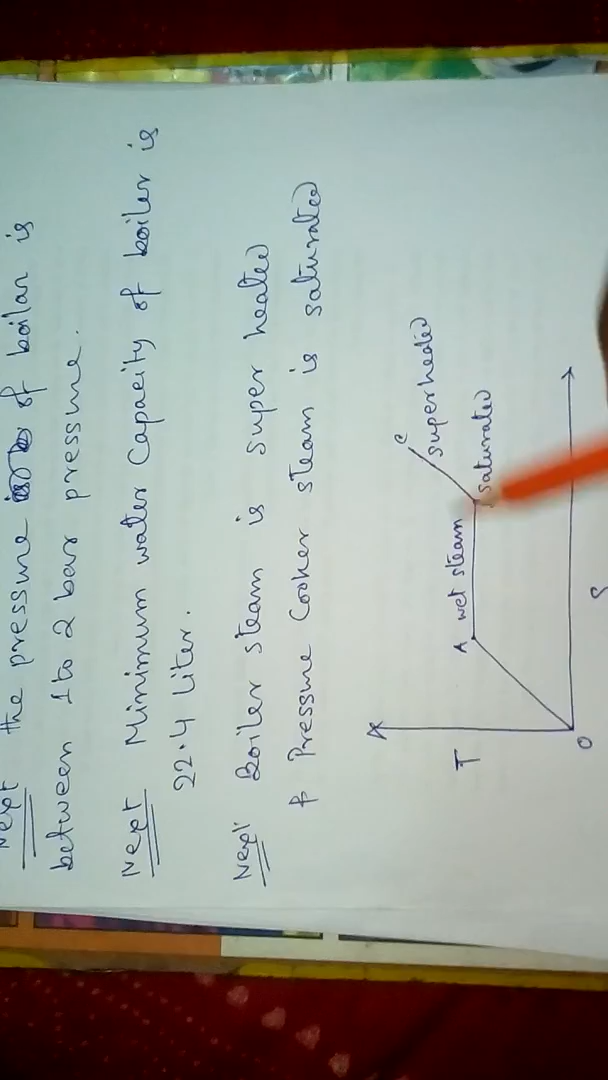 Next the pressure of boilar is
between 1 to 2 bar pressure.
Next Minimum water capacity of boiler is
22.4 liter.
Next Boiler steam is super heated
& Pressure Cooker steam is saturated
T
A wet steam
saturated
C
superheated
O
S